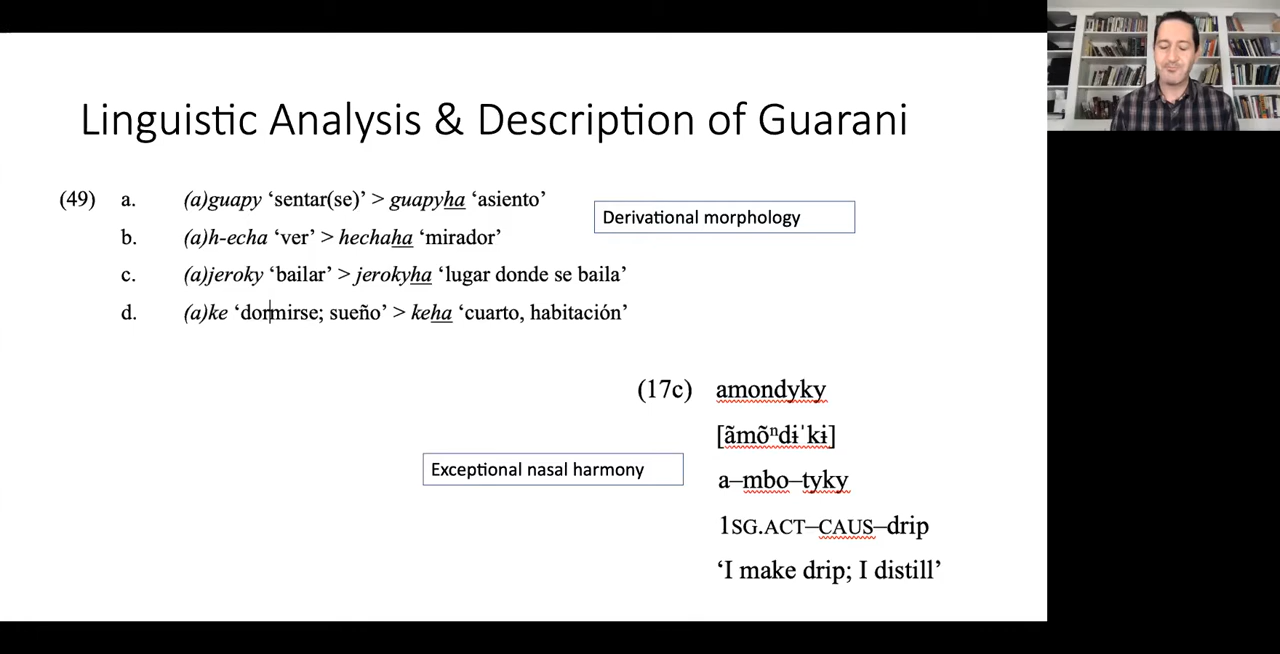 Linguistic Analysis & Description of Guarani
(49) a. (a)guapy ‘sentar(se)’ > guapyha ‘asiento’
Derivational morphology
b. (a)h-echa ‘ver’ > hechaha ‘mirador’
c. (a)jeroky ‘bailar’ > jerokyha ‘lugar donde se baila’
d. (a)ke ‘dormirse; sueño’ > keha ‘cuarto, habitación’
(17c) amondyky
[ãmõⁿdɨˈkɨ]
Exceptional nasal harmony
a–mbo–tyky
1SG.ACT–CAUS–drip
‘I make drip; I distill’